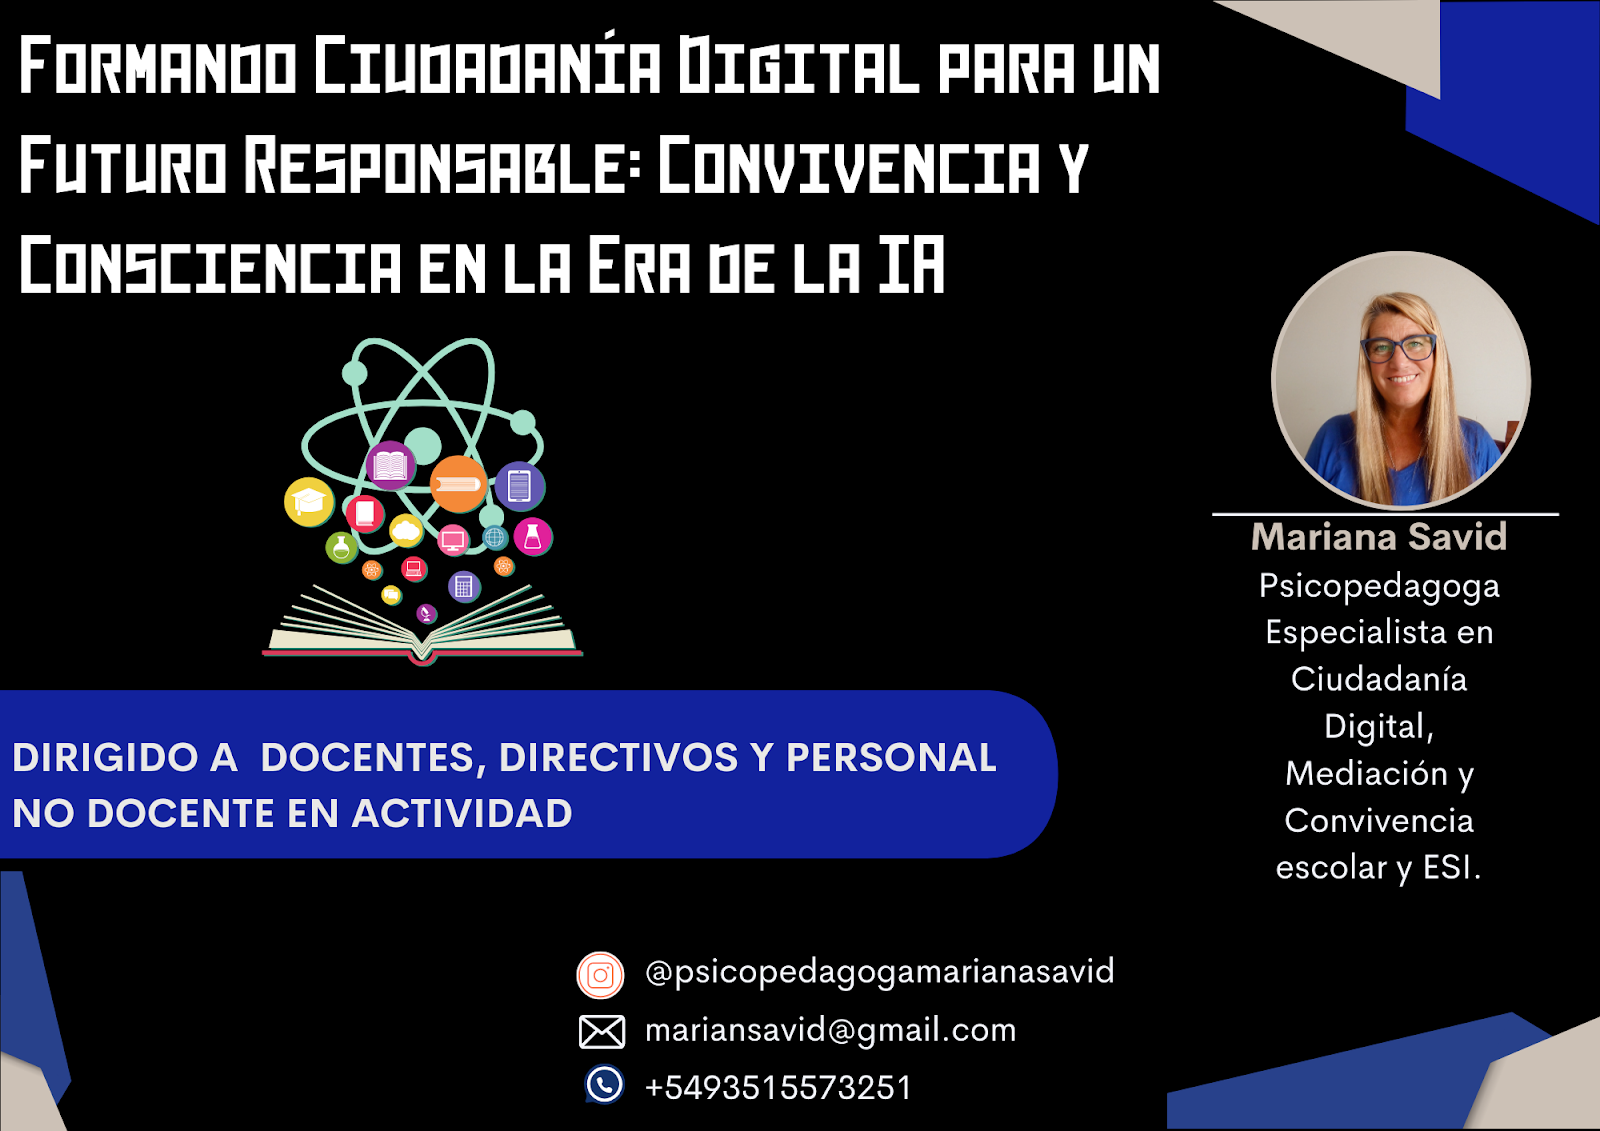 Formando Ciudadanía Digital para un
Futuro Responsable: Convivencia y
Consciencia en la Era de la IA
Mariana Savid
Psicopedagoga
Especialista en
Ciudadanía
Digital,
Mediación y
Convivencia
escolar y ESI.
DIRIGIDO A DOCENTES, DIRECTIVOS Y PERSONAL
NO DOCENTE EN ACTIVIDAD
@psicopedagogamarianasavid
mariansavid@gmail.com
+5493515573251